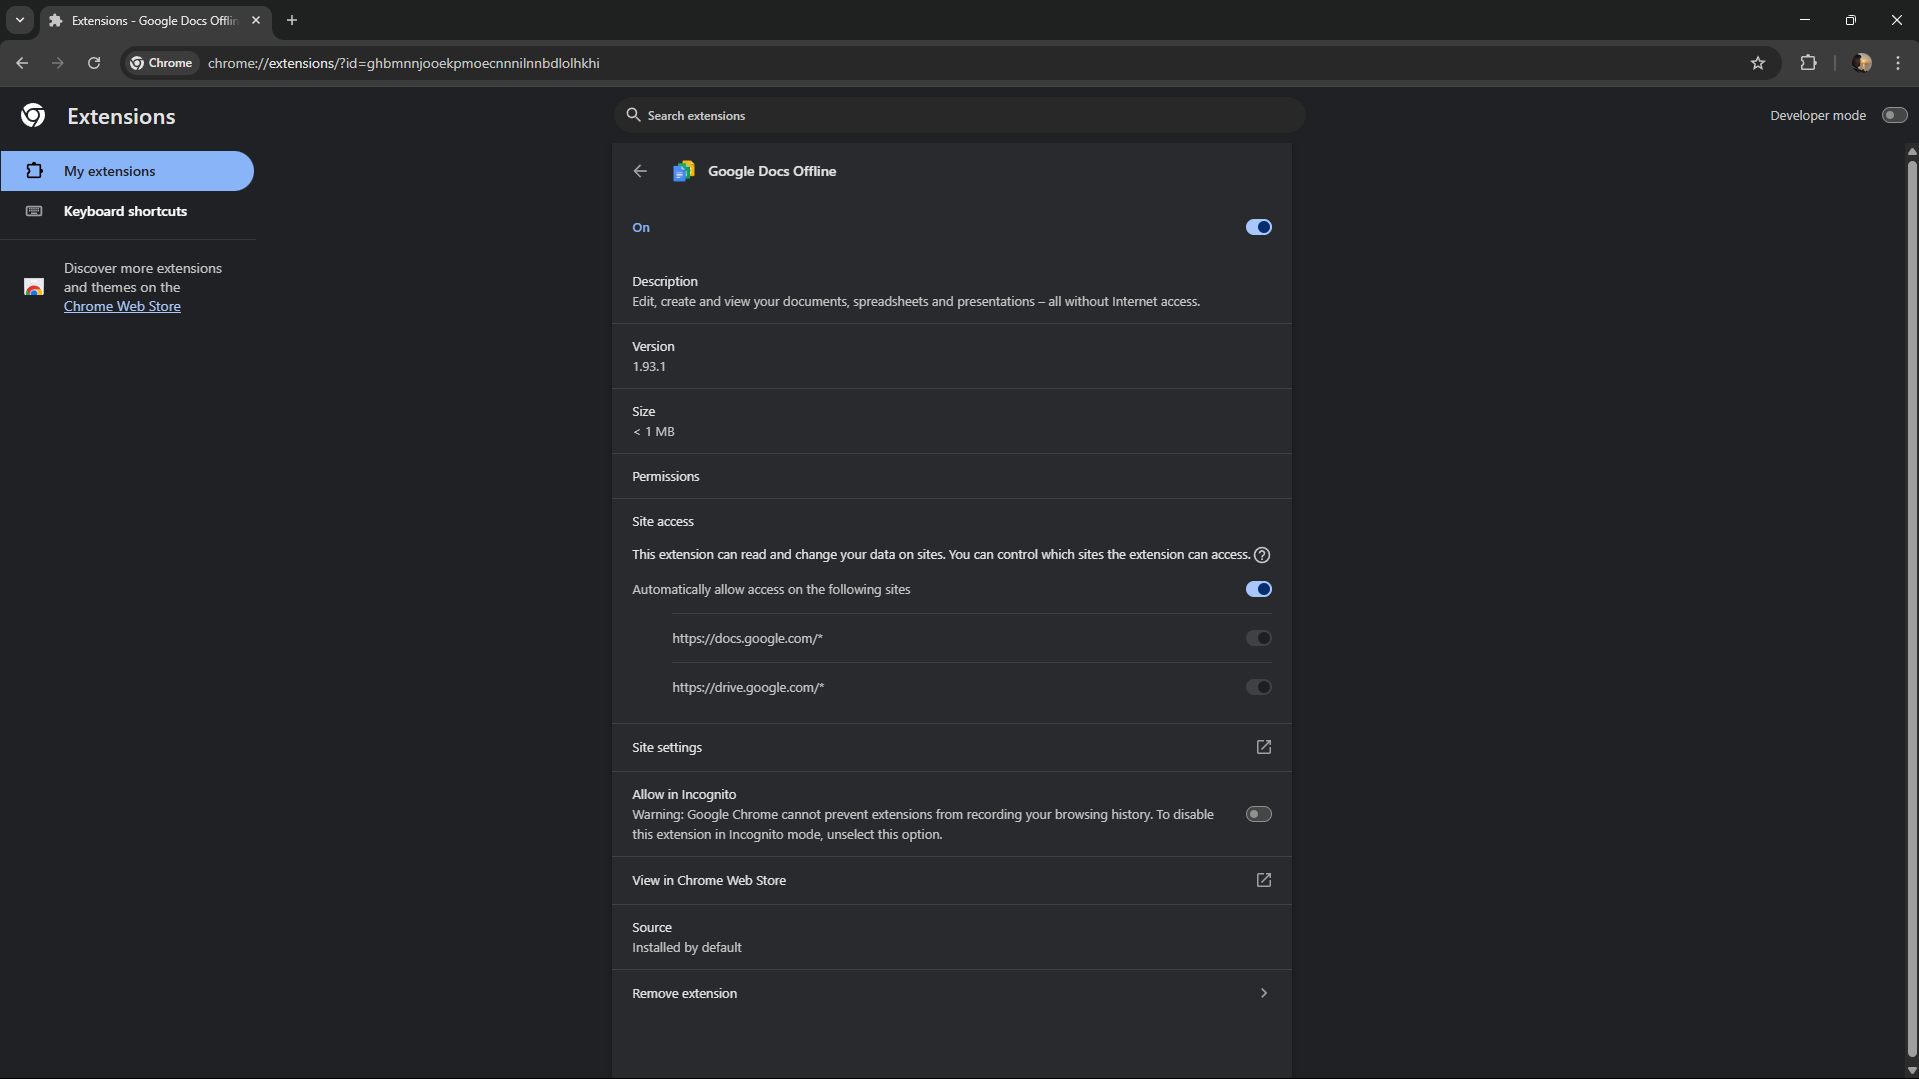 Extensions - Google Docs Offlin
Chrome
chrome://extensions/?id=ghbmnnjooekpmoecnnnilnnbdlolhkhi
Extensions
Search extensions
Developer mode
My extensions
Keyboard shortcuts
Discover more extensions
and themes on the
Chrome Web Store
Google Docs Offline
On
Description
Edit, create and view your documents, spreadsheets and presentations – all without Internet access.
Version
1.93.1
Size
< 1 MB
Permissions
Site access
This extension can read and change your data on sites. You can control which sites the extension can access.
Automatically allow access on the following sites
https://docs.google.com/*
https://drive.google.com/*
Site settings
Allow in Incognito
Warning: Google Chrome cannot prevent extensions from recording your browsing history. To disable
this extension in Incognito mode, unselect this option.
View in Chrome Web Store
Source
Installed by default
Remove extension